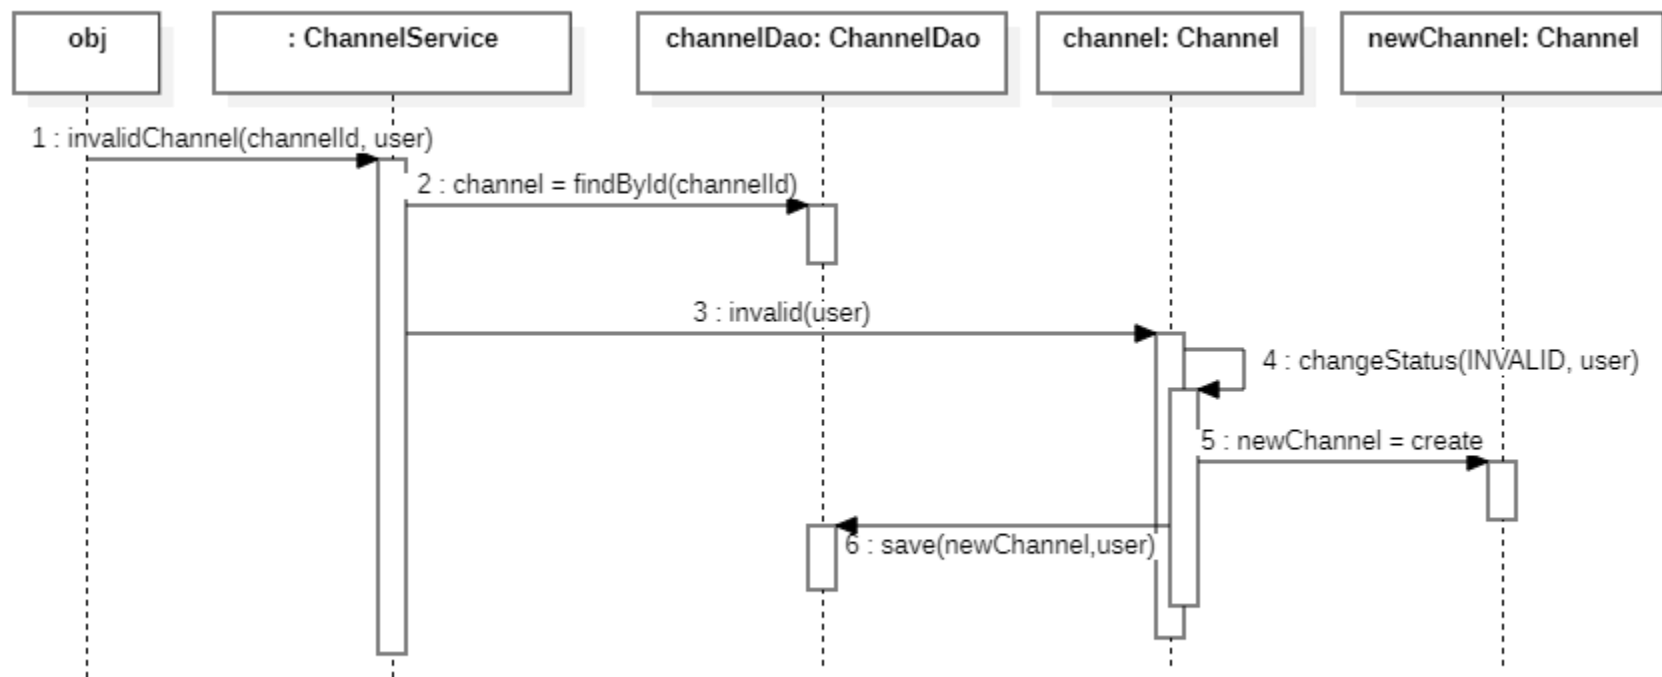 obj
: ChannelService
channelDao: ChannelDao
channel: Channel
newChannel: Channel
1 : invalidChannel(channelId, user)
2 : channel = findById(channelId)
3 : invalid(user)
4 : changeStatus(INVALID, user)
5 : newChannel = create
6 : save(newChannel,user)